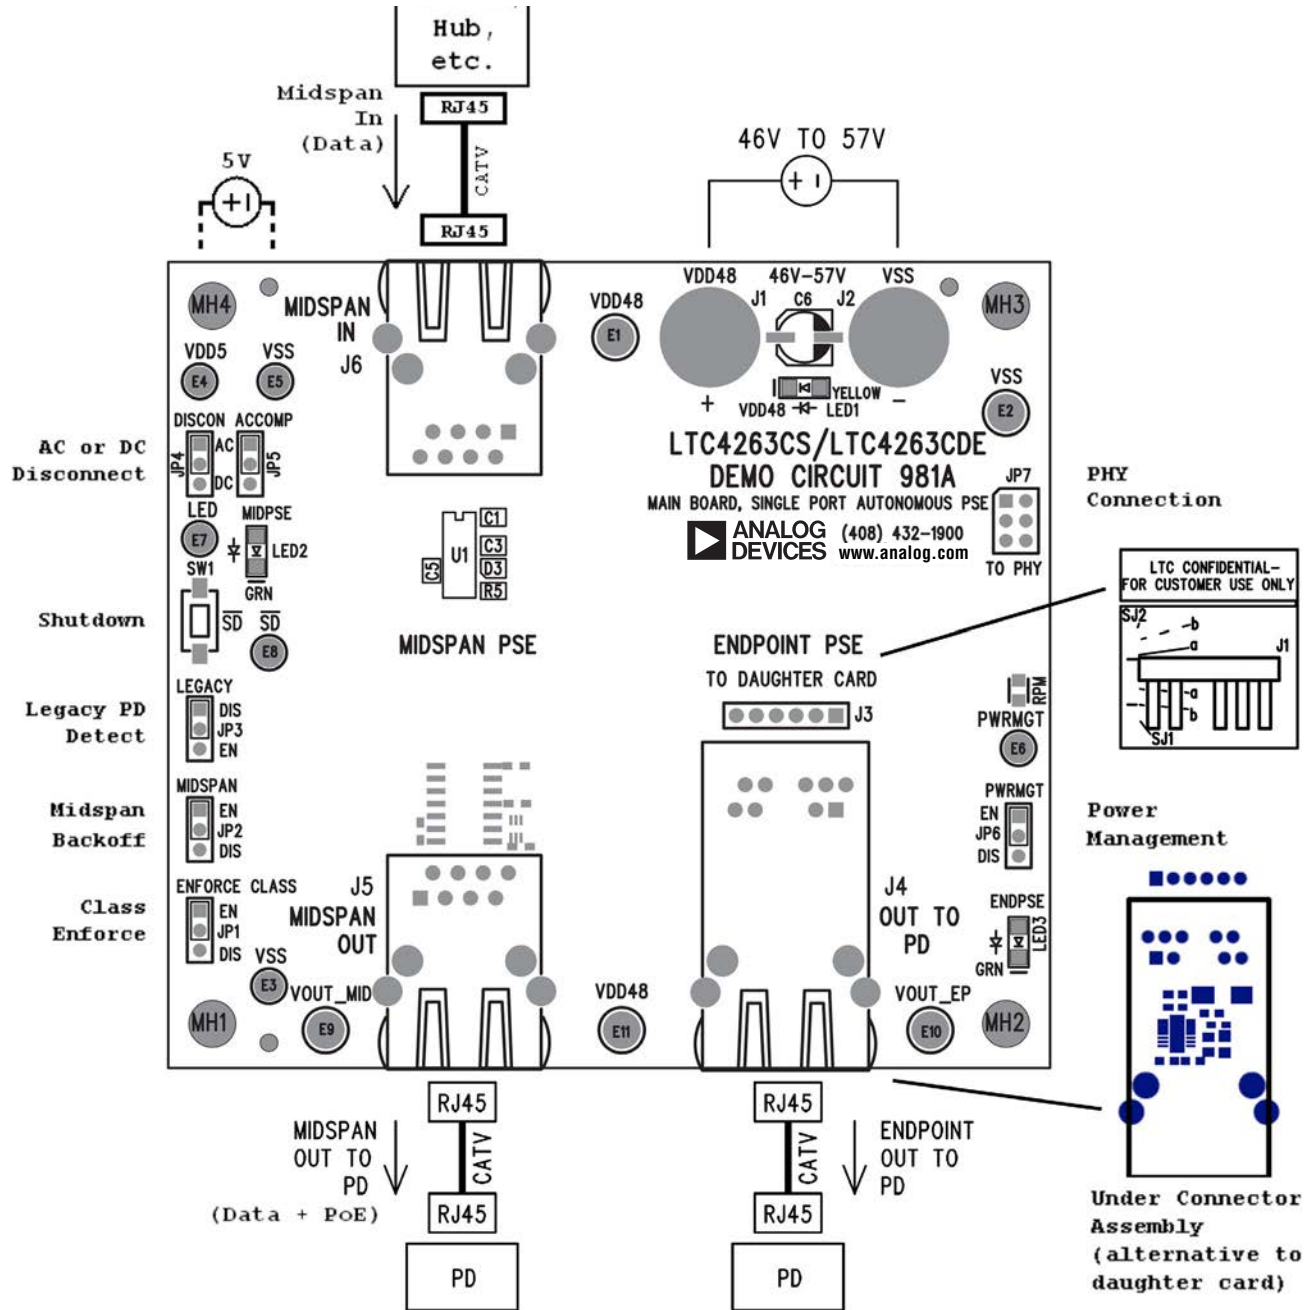 Hub,
etc.
RJ45
Midspan
In
(Data)
CATV
RJ45
5V
46V TO 57V
MH4
MIDSPAN
IN
J6
VDD48
E1
VDD48
46V-57V
VSS
J1
C6
J2
MH3
VDD5
VSS
E4
E5
YELLOW
VDD48
LED1
+
-
VSS
E2
AC or DC
Disconnect
DISCON
ACCOMP
JP4
AC
DC
JP5
LTC4263CS/LTC4263CDE
DEMO CIRCUIT 981A
MAIN BOARD, SINGLE PORT AUTONOMOUS PSE
ANALOG
DEVICES
(408) 432-1900
www.analog.com
JP7
TO PHY
PHY
Connection
LED
E7
MIDPSE
LED2
GRN
SW1
U1
C1
C3
D3
R5
C5
Shutdown
SD
SD
E8
MIDSPAN PSE
ENDPOINT PSE
TO DAUGHTER CARD
J3
LTC CONFIDENTIAL-
FOR CUSTOMER USE ONLY
SJ2
b
a
J1
a
b
SJ1
Legacy PD
Detect
LEGACY
DIS
JP3
EN
RPM
PWRMGT
E6
Midspan
Backoff
MIDSPAN
EN
JP2
DIS
PWRMGT
EN
JP6
DIS
Power
Management
Class
Enforce
ENFORCE CLASS
EN
JP1
DIS
J5
MIDSPAN
OUT
J4
OUT TO
PD
ENDPSE
LED3
GRN
VSS
E3
MH1
VOUT_MID
E9
VDD48
E11
VOUT_EP
E10
MH2
RJ45
MIDSPAN
OUT TO
PD
(Data + PoE)
CATV
RJ45
PD
RJ45
CATV
ENDPOINT
OUT TO
PD
RJ45
PD
Under Connector
Assembly
(alternative to
daughter card)